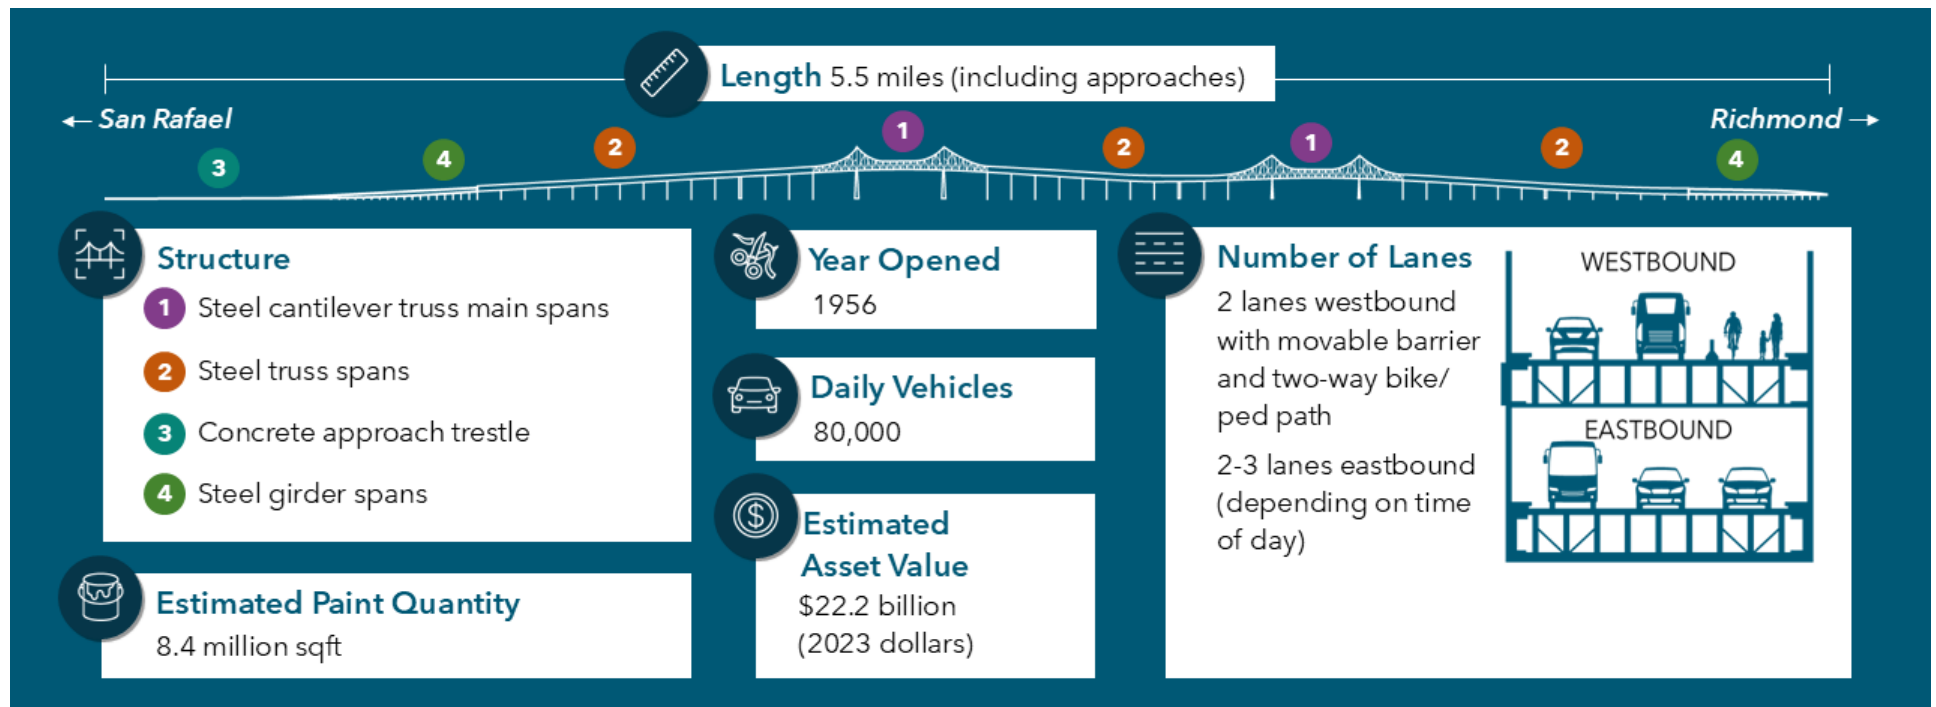 Length 5.5 miles (including approaches)
← San Rafael
Richmond →
3
4
2
1
2
1
2
4
Structure
1 Steel cantilever truss main spans
2 Steel truss spans
3 Concrete approach trestle
4 Steel girder spans
Estimated Paint Quantity
8.4 million sqft
Year Opened
1956
Daily Vehicles
80,000
$
Estimated
Asset Value
$22.2 billion
(2023 dollars)
Number of Lanes
2 lanes westbound
with movable barrier
and two-way bike/
ped path
2-3 lanes eastbound
(depending on time
of day)
WESTBOUND
EASTBOUND